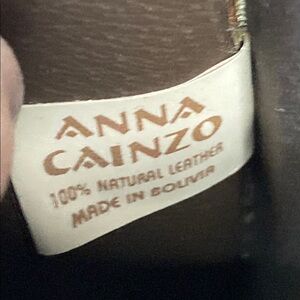 ANNA
CAINZO
100% NATURAL LEATHER
MADE IN BOLIVIA